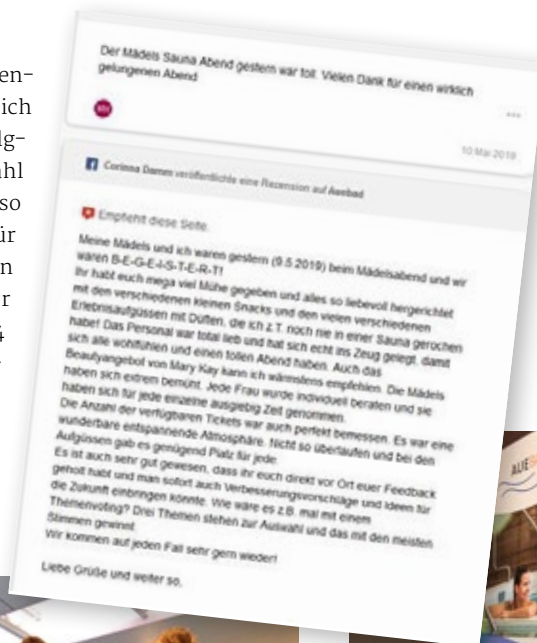 en-
ich
lg-
ahl
so
ür
n
r
4
Der Mädels Sauna Abend gestern war toll. Vielen Dank für einen wirklich
gelungenen Abend
10 Mai 2019
Corinna Damm veröffentlichte eine Rezension auf Auebad
Empfiehlt diese Seite.
Meine Mädels und ich waren gestern (9.5.2019) beim Mädelsabend und wir
waren B-E-G-E-I-S-T-E-R-T!
Ihr habt euch mega viel Mühe gegeben und alles so liebevoll hergerichtet
mit den verschiedenen kleinen Snacks und den vielen verschiedenen
Erlebnisaufgüssen mit Düften, die ich z.T. noch nie in einer Sauna gerochen
habe! Das Personal war total lieb und hat sich echt ins Zeug gelegt, damit
sich alle wohlfühlen und einen tollen Abend haben. Auch das
Beautyangebot von Mary Kay kann ich wärmstens empfehlen. Die Mädels
haben sich extrem bemüht. Jede Frau wurde individuell beraten und sie
haben sich für jede einzelne ausgiebig Zeit genommen.
Die Anzahl der verfügbaren Tickets war auch perfekt bemessen. Es war eine
wunderbare entspannende Atmosphäre. Nicht so überlaufen und bei den
Aufgüssen gab es genügend Platz für jede.
Es ist auch sehr gut gewesen, dass ihr euch direkt vor Ort euer Feedback
geholt habt und man sofort auch Verbesserungsvorschläge und Ideen für
die Zukunft einbringen konnte. Wie wäre es z.B. mal mit einem
Themenvoting? Drei Themen stehen zur Auswahl und das mit den meisten
Stimmen gewinnt.
Wir kommen auf jeden Fall sehr gern wieder!
Liebe Grüße und weiter so.